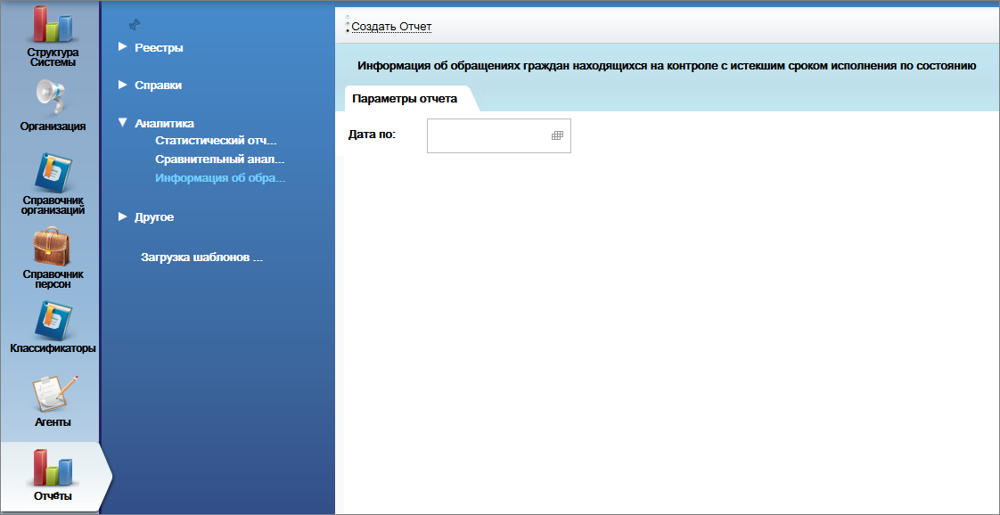 Структура
Системы
Организация
Справочник
организаций
Справочник
персон
Классификаторы
Агенты
Отчёты
Реестры
Справки
Аналитика
Статистический отч...
Сравнительный анал...
Информация об обра...
Другое
Загрузка шаблонов ...
Создать Отчет
Информация об обращениях граждан находящихся на контроле с истекшим сроком исполнения по состоянию
Параметры отчета
Дата по: